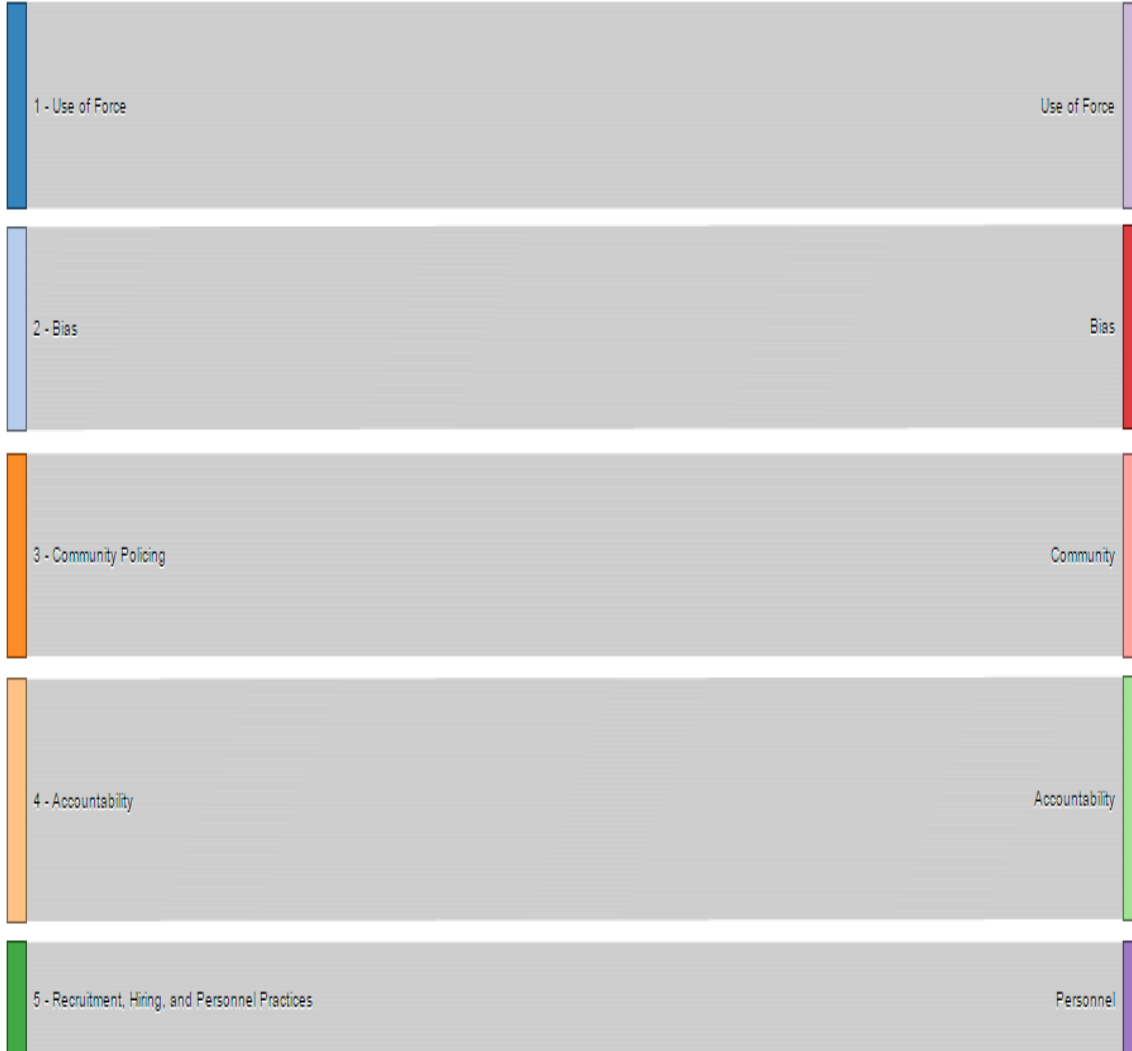 1 - Use of Force
Use of Force
2 - Bias
Bias
3 - Community Policing
Community
4 - Accountability
Accountability
5 - Recruitment, Hiring, and Personnel Practices
Personnel